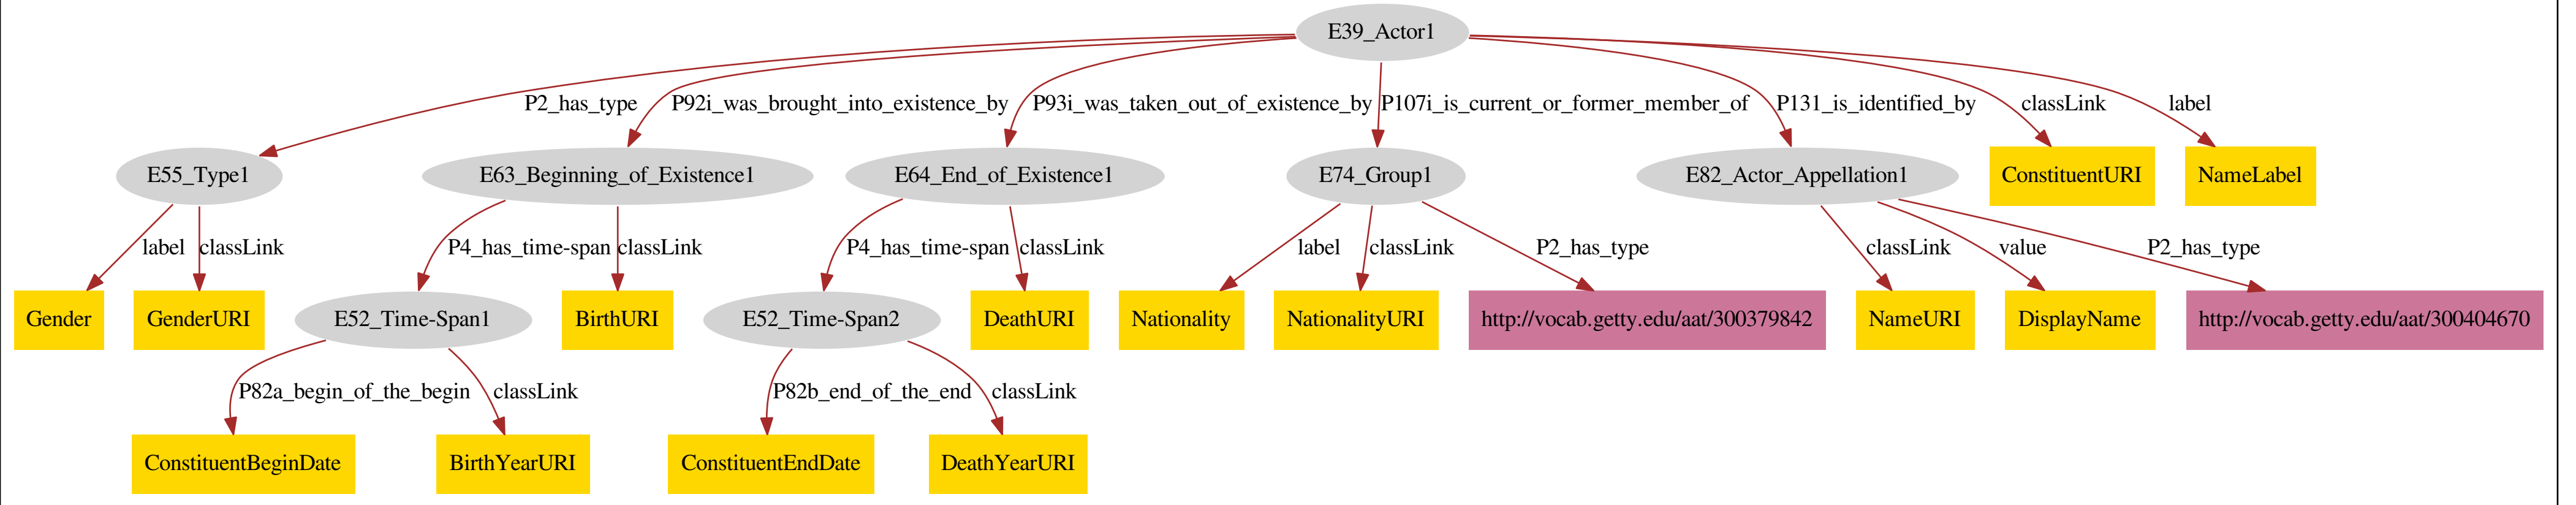 E39_Actor1
P2_has_type
P92i_was_brought_into_existence_by
P93i_was_taken_out_of_existence_by
P107i_is_current_or_former_member_of
P131_is_identified_by
classLink
label
E55_Type1
E63_Beginning_of_Existence1
E64_End_of_Existence1
E74_Group1
E82_Actor_Appellation1
ConstituentURI
NameLabel
label
classLink
P4_has_time-span
classLink
P4_has_time-span
classLink
label
classLink
P2_has_type
classLink
value
P2_has_type
Gender
GenderURI
E52_Time-Span1
BirthURI
E52_Time-Span2
DeathURI
Nationality
NationalityURI
http://vocab.getty.edu/aat/300379842
NameURI
DisplayName
http://vocab.getty.edu/aat/300404670
P82a_begin_of_the_begin
classLink
P82b_end_of_the_end
classLink
ConstituentBeginDate
BirthYearURI
ConstituentEndDate
DeathYearURI